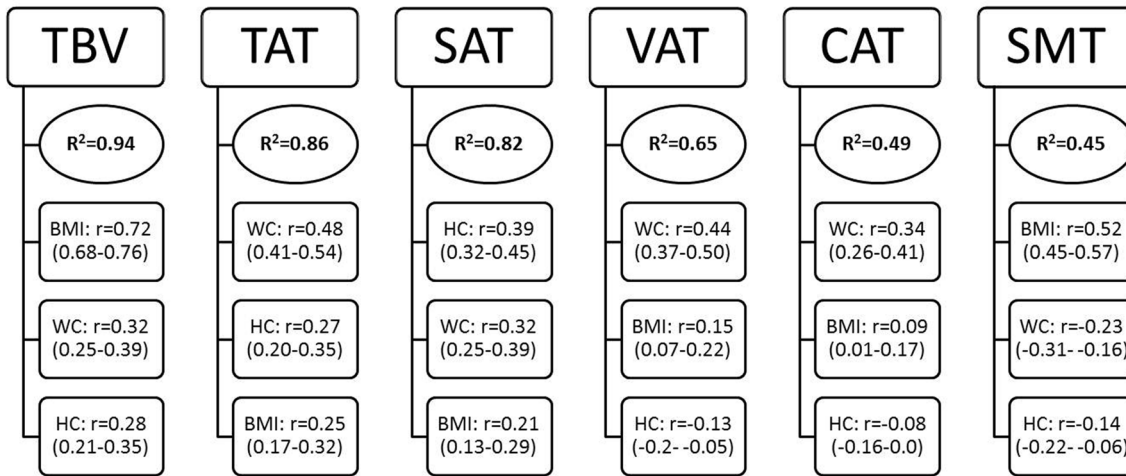 TBV
R²=0.94
BMI: r=0.72
(0.68-0.76)
WC: r=0.32
(0.25-0.39)
HC: r=0.28
(0.21-0.35)
TAT
R²=0.86
WC: r=0.48
(0.41-0.54)
HC: r=0.27
(0.20-0.35)
BMI: r=0.25
(0.17-0.32)
SAT
R²=0.82
HC: r=0.39
(0.32-0.45)
WC: r=0.32
(0.25-0.39)
BMI: r=0.21
(0.13-0.29)
VAT
R²=0.65
WC: r=0.44
(0.37-0.50)
BMI: r=0.15
(0.07-0.22)
HC: r=-0.13
(-0.2- -0.05)
CAT
R²=0.49
WC: r=0.34
(0.26-0.41)
BMI: r=0.09
(0.01-0.17)
HC: r=-0.08
(-0.16-0.0)
SMT
R²=0.45
BMI: r=0.52
(0.45-0.57)
WC: r=-0.23
(-0.31- -0.16)
HC: r=-0.14
(-0.22- -0.06)